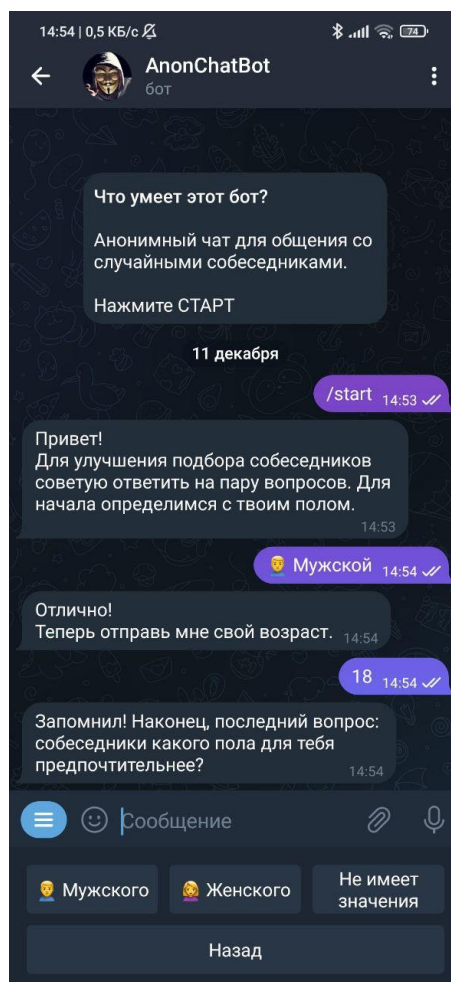 14:54 | 0,5 КБ/с
74
AnonChatBot
бот
Что умеет этот бот?
Анонимный чат для общения со
случайными собеседниками.
Нажмите СТАРТ
11 декабря
/start 14:53
Привет!
Для улучшения подбора собеседников
советую ответить на пару вопросов. Для
начала определимся с твоим полом.
14:53
Мужской 14:54
Отлично!
Теперь отправь мне свой возраст. 14:54
18 14:54
Запомнил! Наконец, последний вопрос:
собеседники какого пола для тебя
предпочтительнее? 14:54
Сообщение
Мужского
Женского
Не имеет
значения
Назад